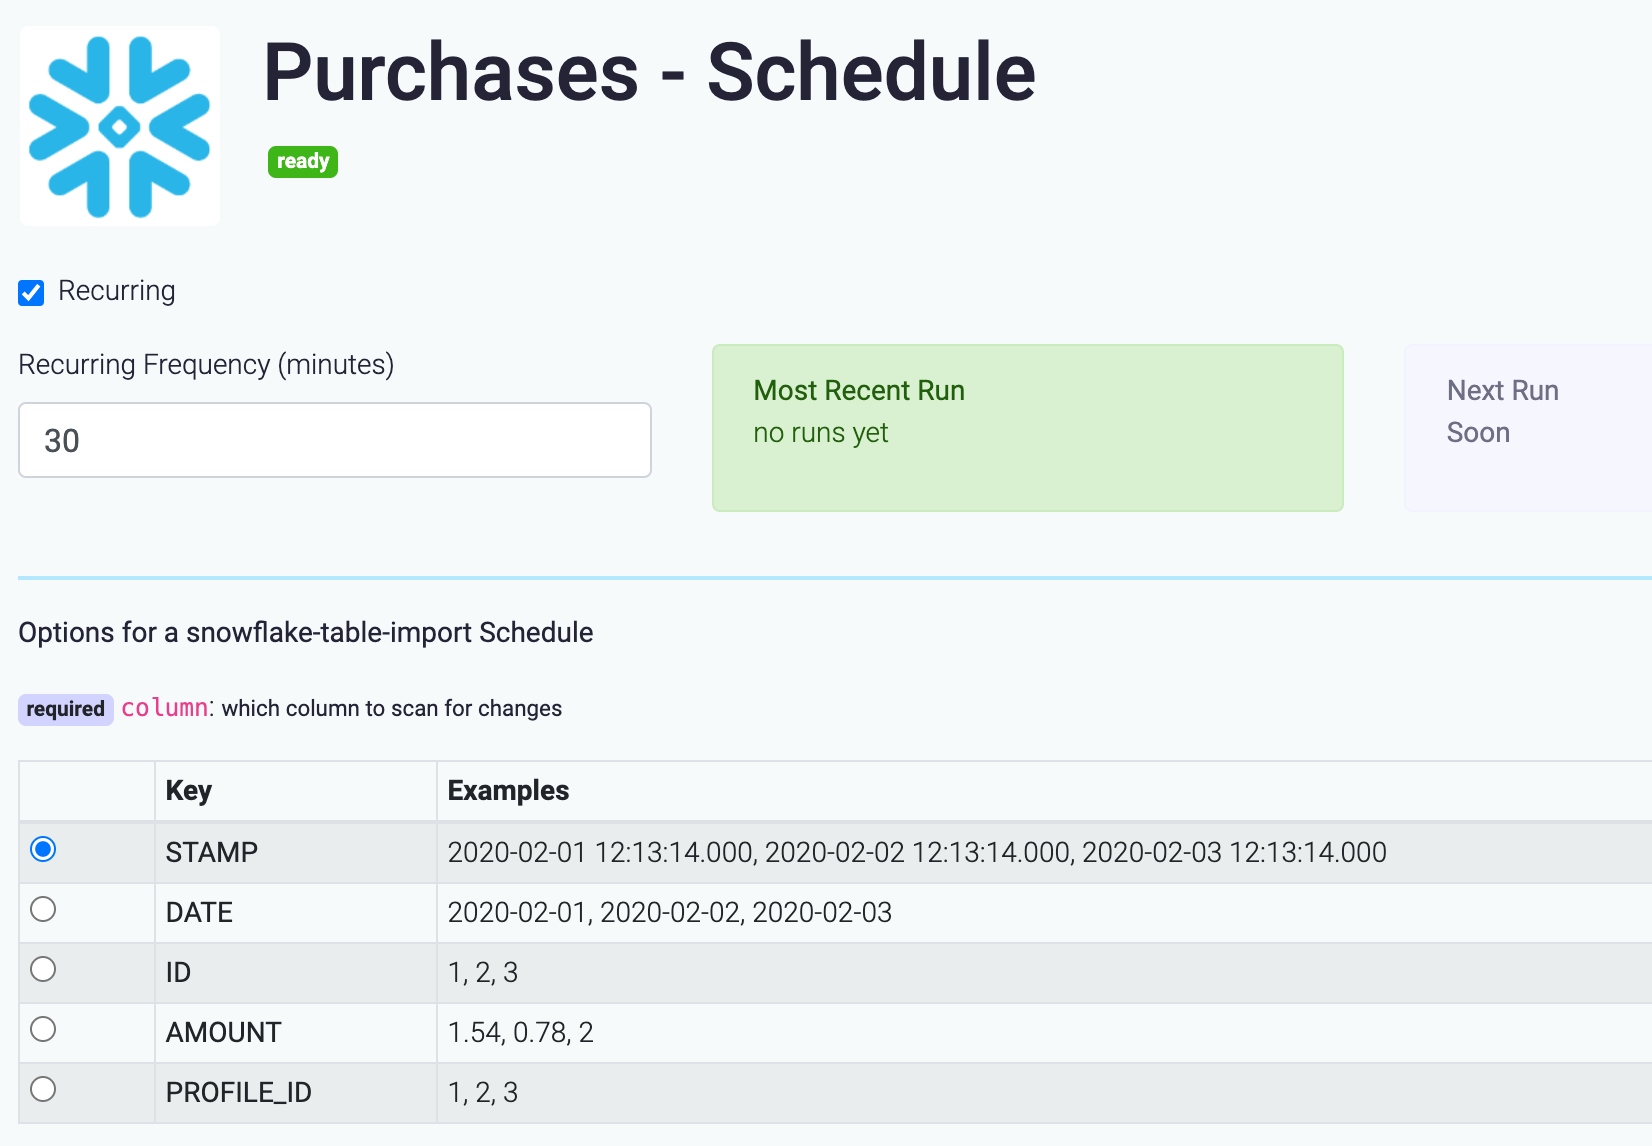 Purchases - Schedule
ready
Recurring
Recurring Frequency (minutes)
30
Most Recent Run
no runs yet
Next Run
Soon
Options for a snowflake-table-import Schedule
required column: which column to scan for changes
Key Examples
STAMP 2020-02-01 12:13:14.000, 2020-02-02 12:13:14.000, 2020-02-03 12:13:14.000
DATE 2020-02-01, 2020-02-02, 2020-02-03
ID 1, 2, 3
AMOUNT 1.54, 0.78, 2
PROFILE_ID 1, 2, 3